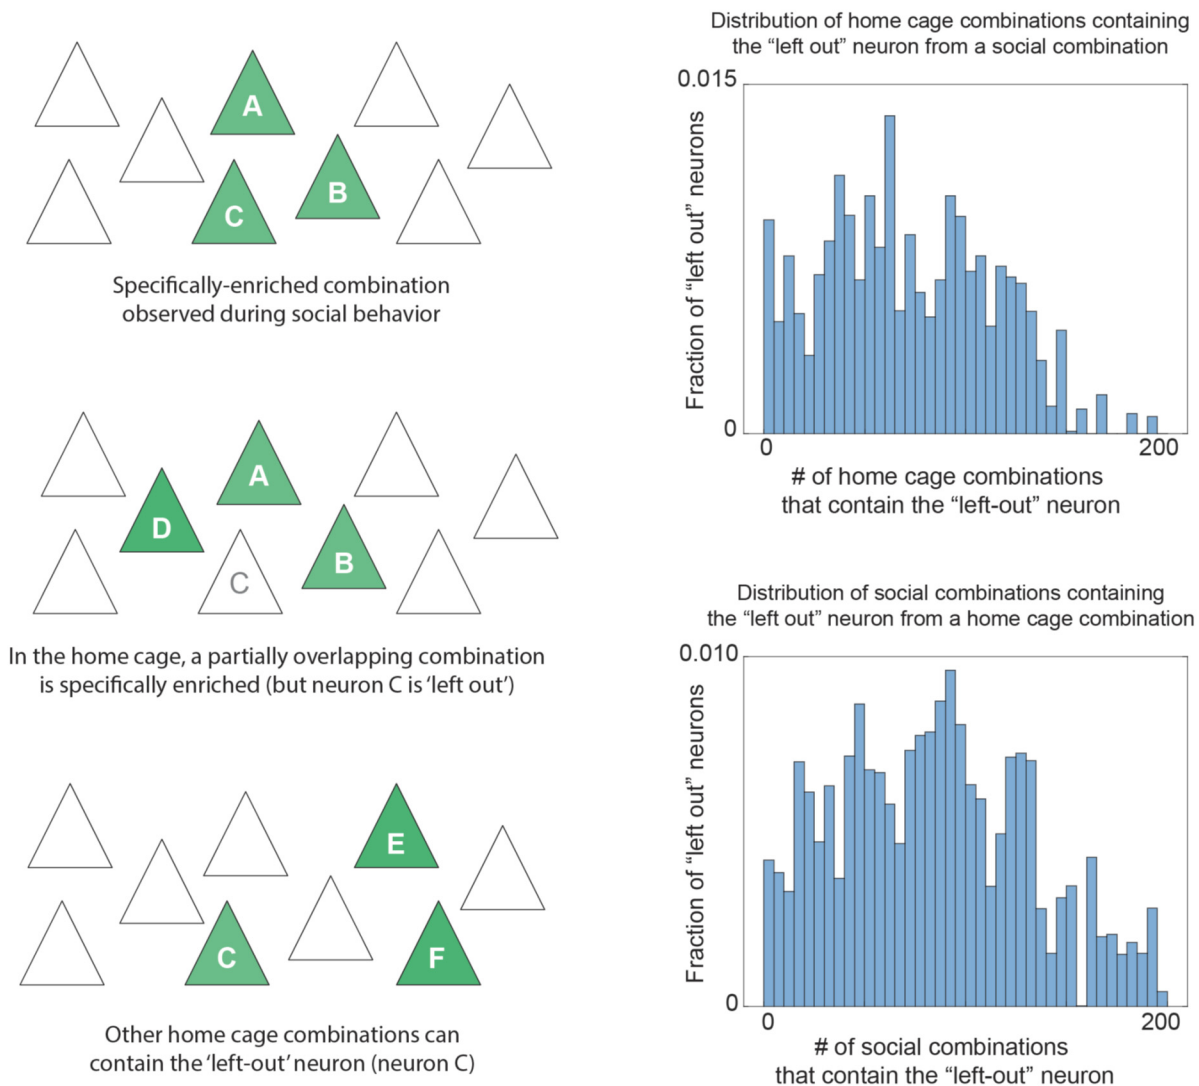 A
B
C
Specifically-enriched combination
observed during social behavior
A
D
B
C
In the home cage, a partially overlapping combination
is specifically enriched (but neuron C is ‘left out’)
E
C
F
Other home cage combinations can
contain the ‘left-out’ neuron (neuron C)
Distribution of home cage combinations containing
the “left out” neuron from a social combination
0.015
Fraction of “left out” neurons
0
0
200
# of home cage combinations
that contain the “left-out” neuron
Distribution of social combinations containing
the “left out” neuron from a home cage combination
0.010
Fraction of “left out” neurons
0
0
200
# of social combinations
that contain the “left-out” neuron